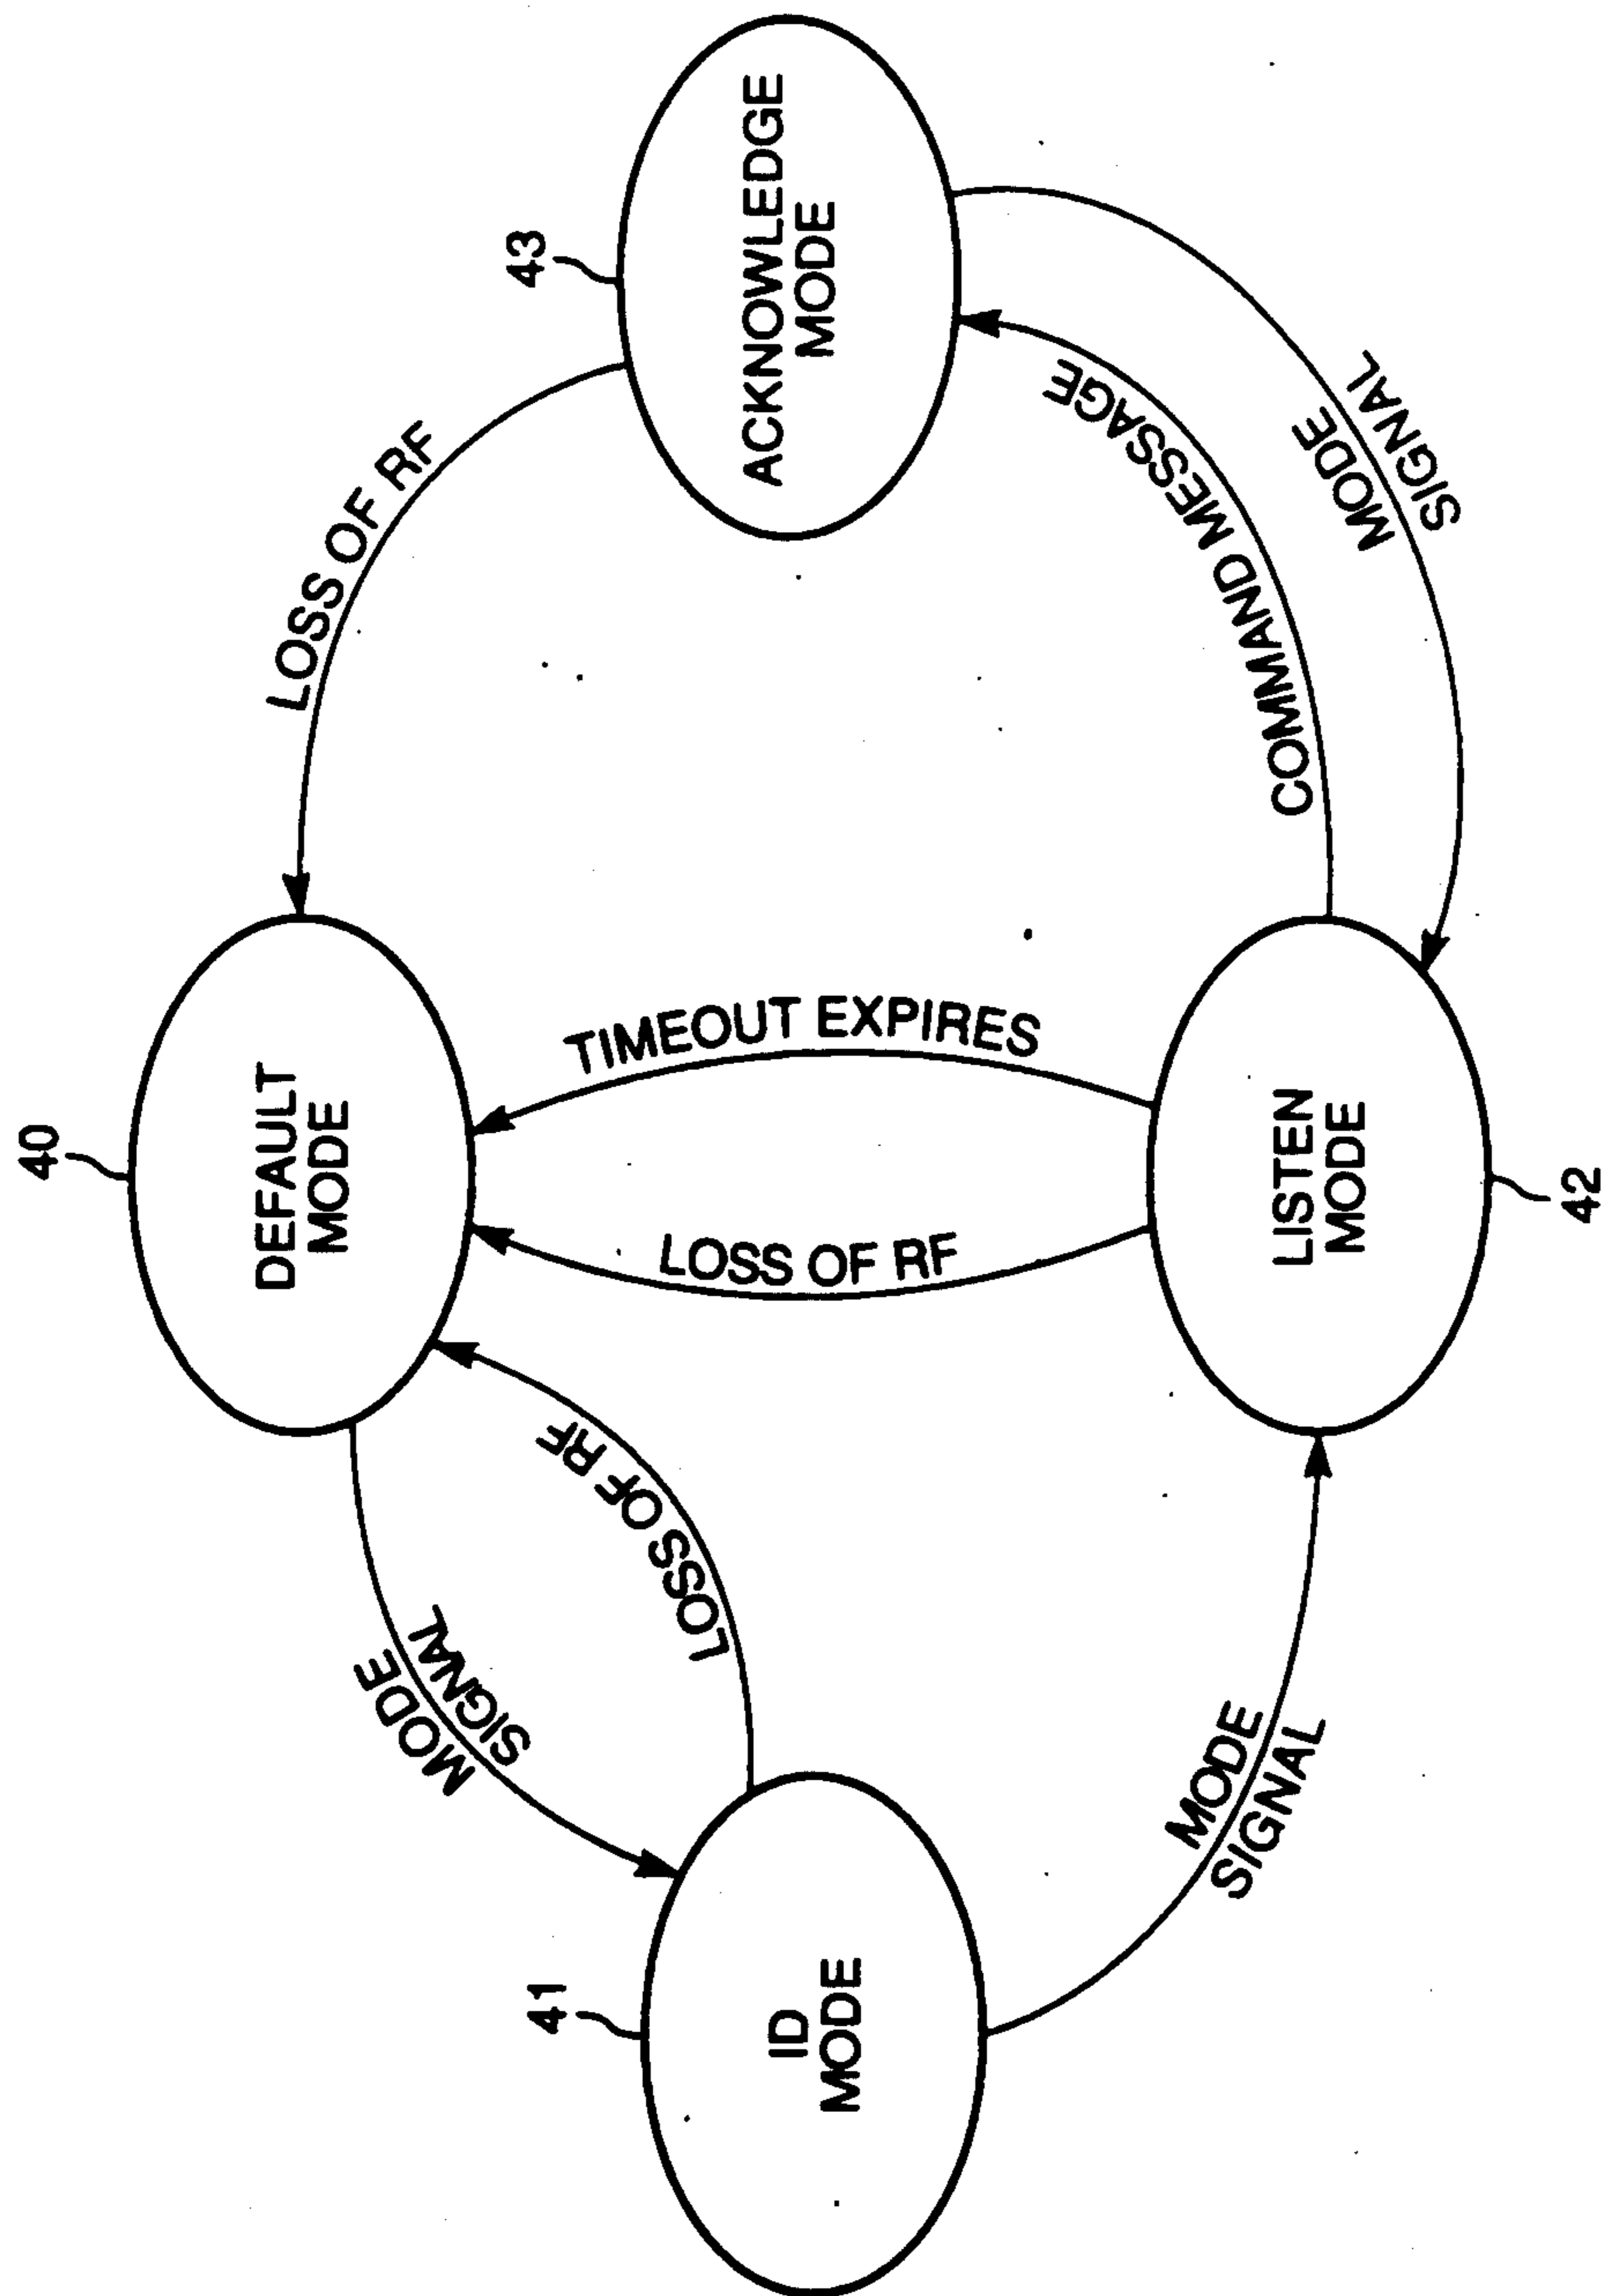 40
DEFAULT
MODE
41
ID
MODE
42
LISTEN
MODE
43
ACKNOWLEDGE
MODE
MODE
SIGNAL
LOSS OF RF
MODE
SIGNAL
LOSS OF RF
TIMEOUT EXPIRES
LOSS OF RF
COMMAND MESSAGE
MODE
SIGNAL